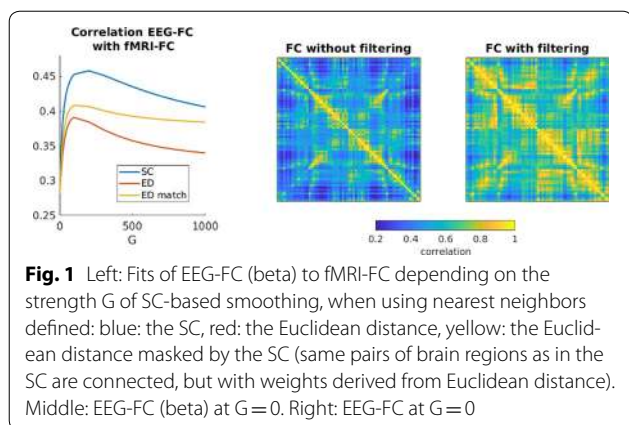 Correlation EEG-FC
with fMRI-FC
0.45
0.4
0.35
0.3
0.25
SC
ED
ED match
0 500 1000
G
FC without filtering
FC with filtering
0.2 0.4 0.6 0.8 1
correlation
Fig. 1 Left: Fits of EEG-FC (beta) to fMRI-FC depending on the
strength G of SC-based smoothing, when using nearest neighbors
defined: blue: the SC, red: the Euclidean distance, yellow: the Euclid-
ean distance masked by the SC (same pairs of brain regions as in the
SC are connected, but with weights derived from Euclidean distance).
Middle: EEG-FC (beta) at G = 0. Right: EEG-FC at G = 0